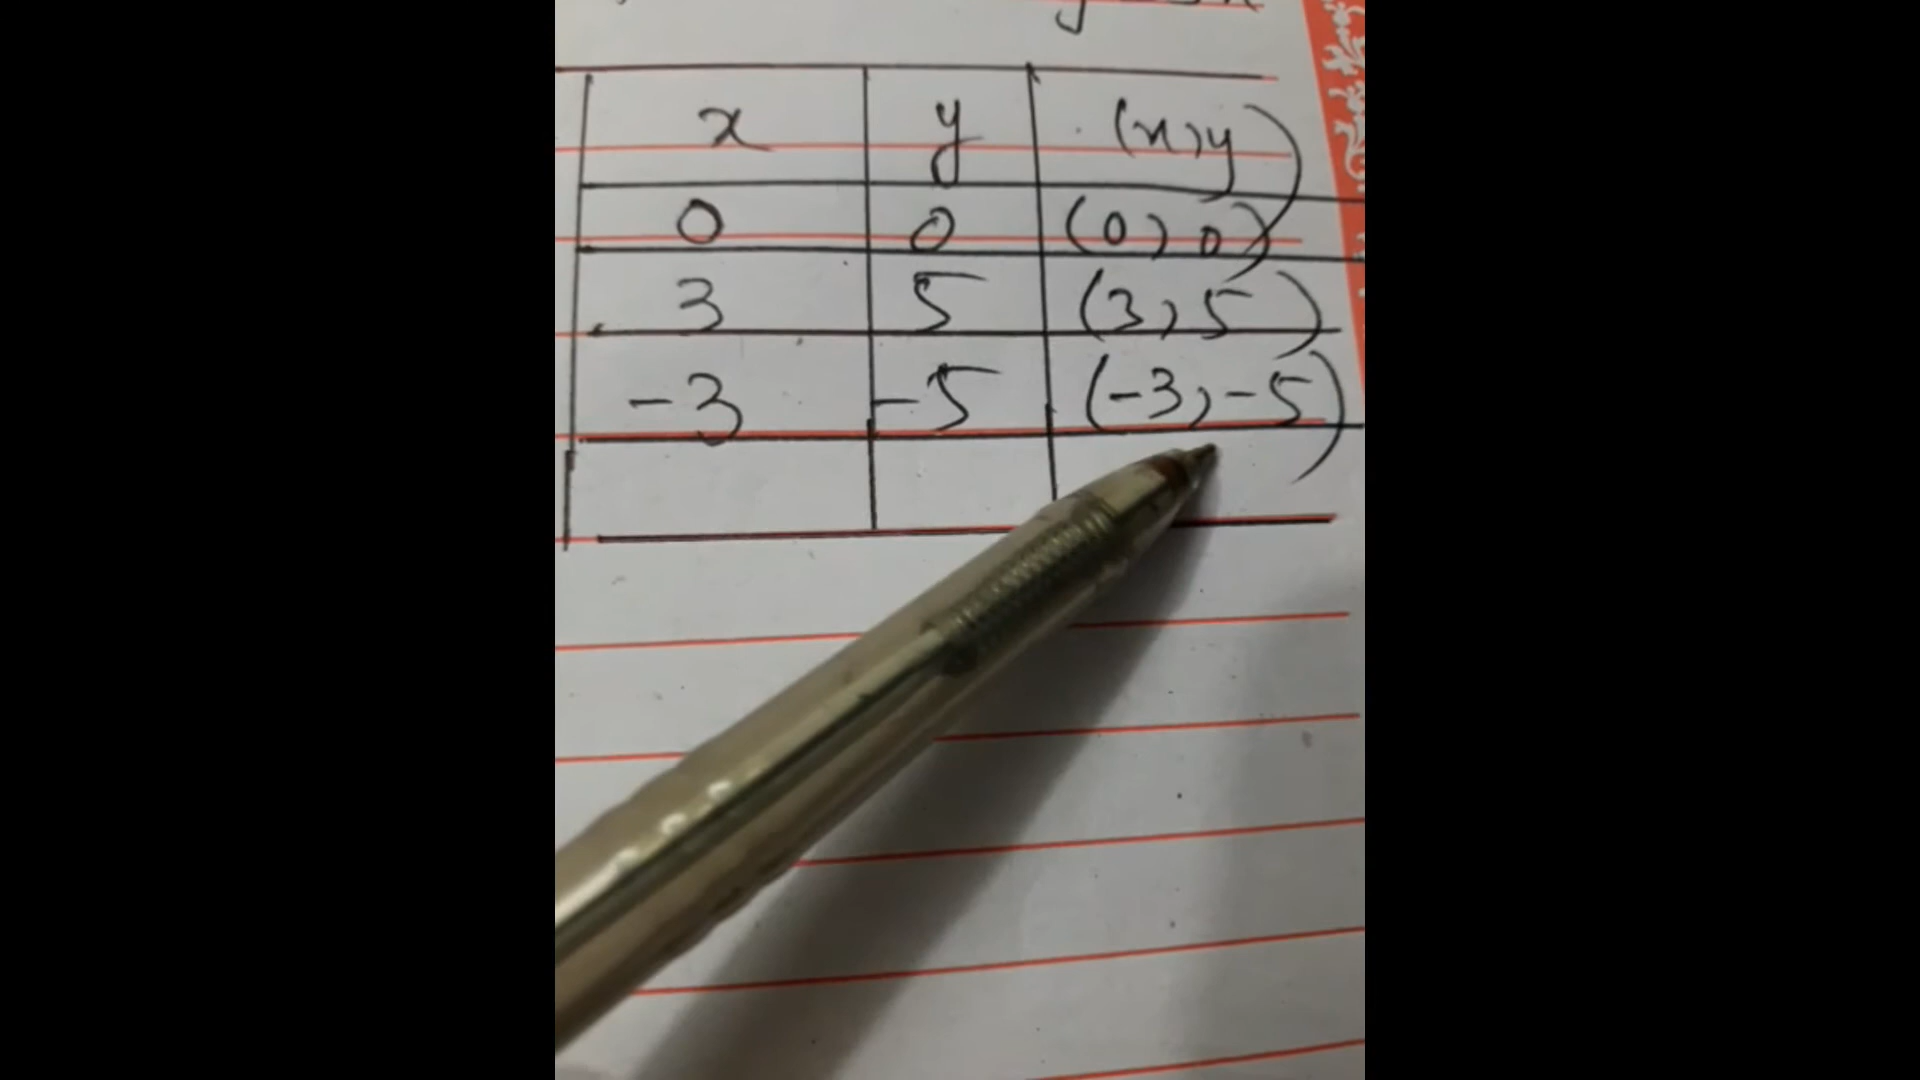 x y (x,y)
0 0 (0,0)
3 5 (3,5)
-3 -5 (-3,-5)